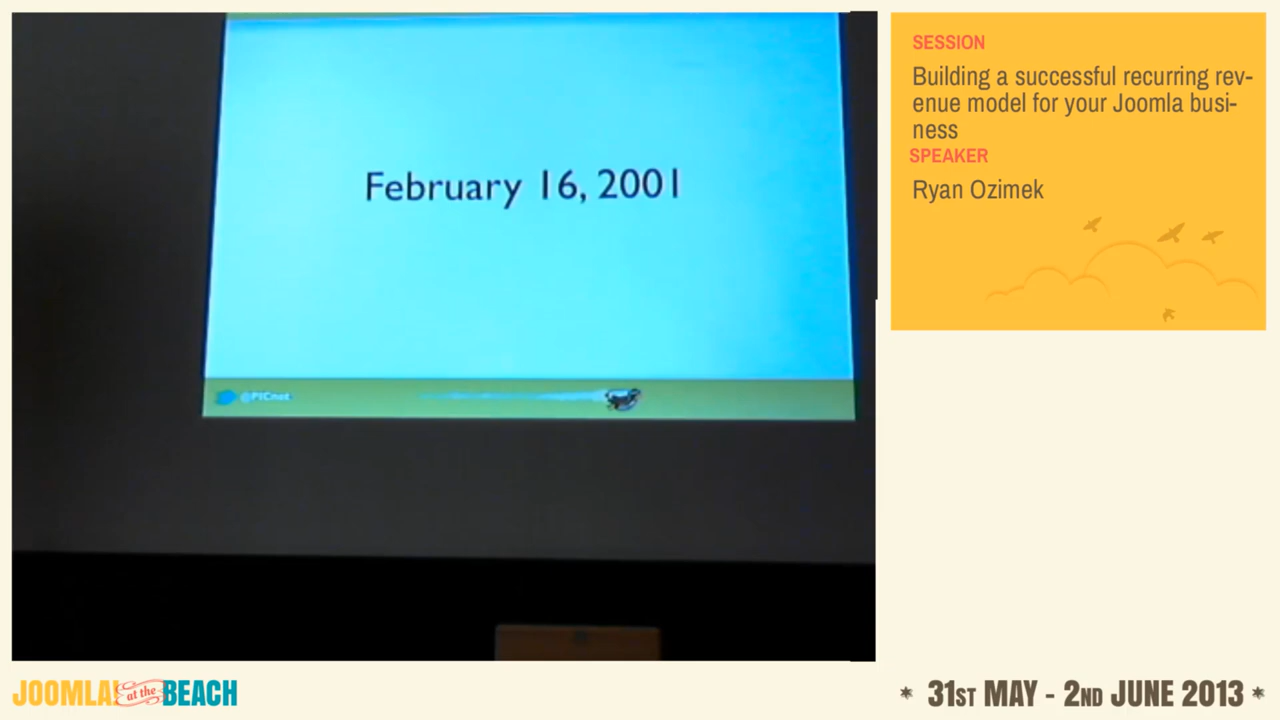 February 16, 2001
@PICnet
SESSION
Building a successful recurring rev-
enue model for your Joomla busi-
ness
SPEAKER
Ryan Ozimek
JOOMLA! at the BEACH
* 31ST MAY - 2ND JUNE 2013 *